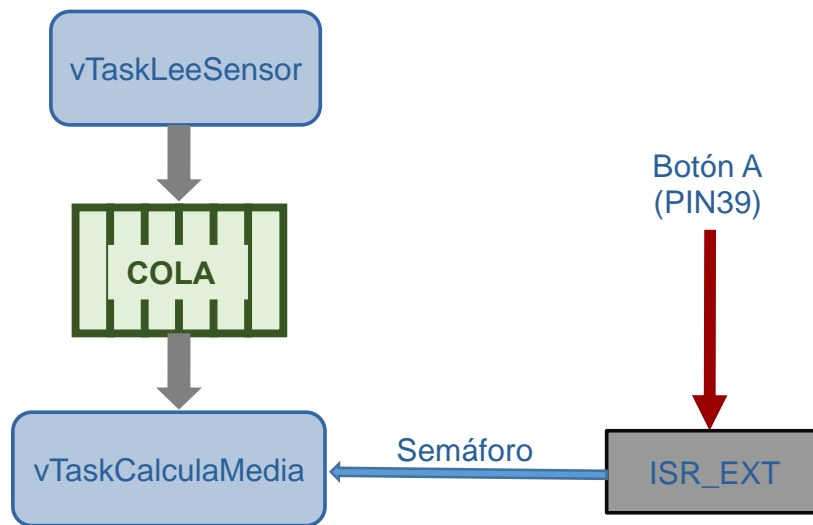 vTaskLeeSensor
Botón A
(PIN39)
COLA
vTaskCalculaMedia
Semáforo
ISR_EXT